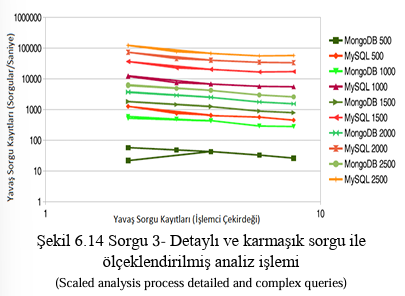 Yavaş Sorgu Kayıtları (Sorgular/Saniye)
1000000
100000
10000
1000
100
10
1
1
10
Yavaş Sorgu Kayıtları (İşlemci Çekirdeği)
MongoDB 500
MySQL 500
MongoDB 1000
MySQL 1000
MongoDB 1500
MySQL 1500
MongoDB 2000
MySQL 2000
MongoDB 2500
MySQL 2500
Şekil 6.14 Sorgu 3- Detaylı ve karmaşık sorgu ile
ölçeklendirilmiş analiz işlemi
(Scaled analysis process detailed and complex queries)